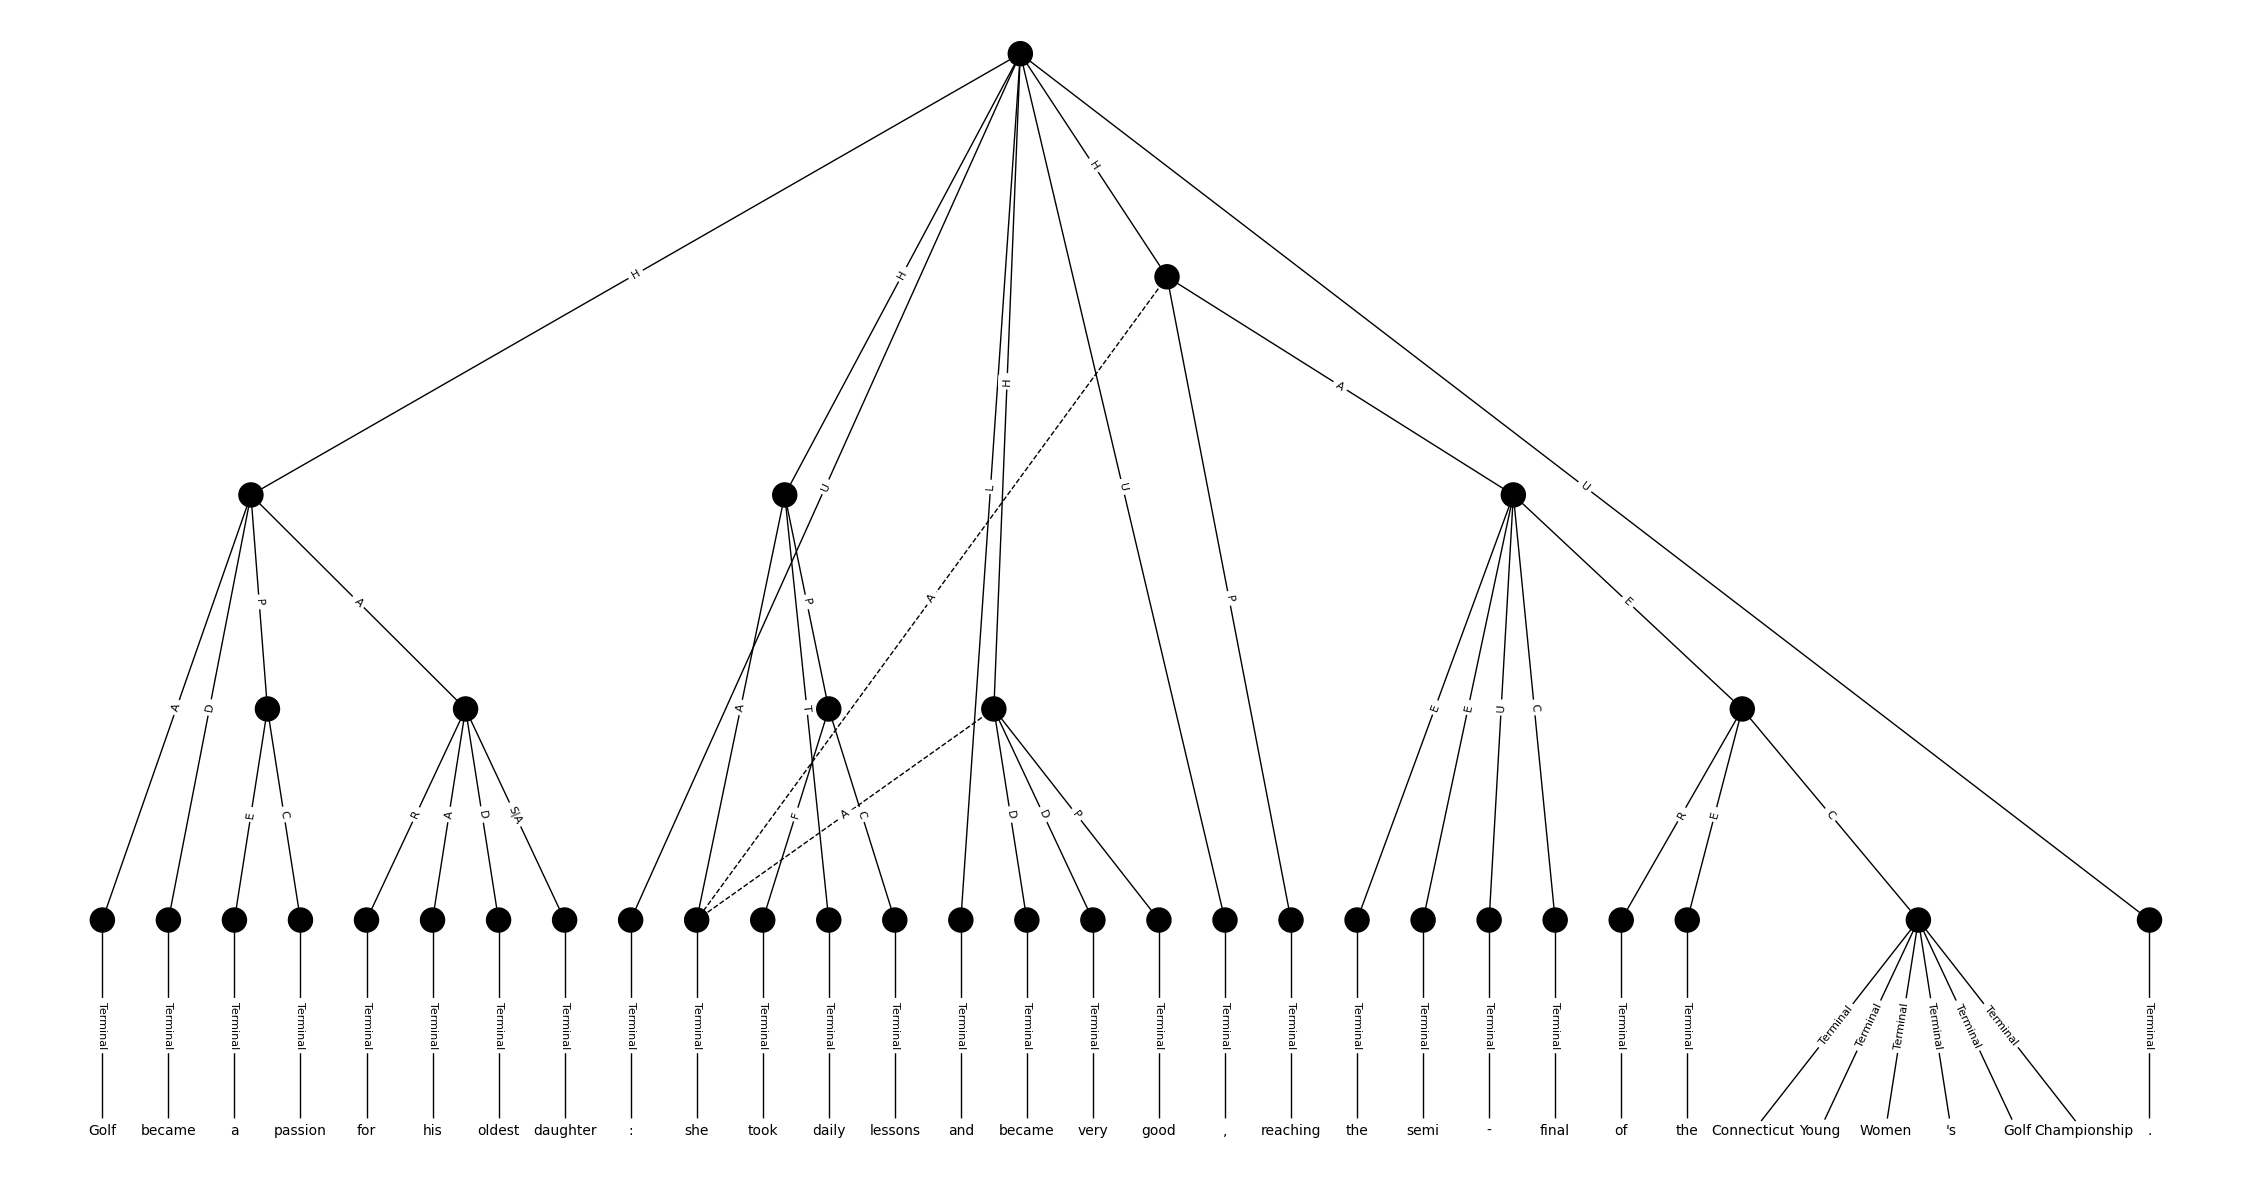 H
H
H
H
U
L
U
A
U
A
P
A
P
E
P
A
A
D
A
T
E
E
U
C
R
A
D
S|A
E
C
F
A
C
D
D
P
R
E
C
Terminal Terminal Terminal Terminal Terminal Terminal Terminal Terminal Terminal Terminal Terminal Terminal Terminal Terminal Terminal Terminal Terminal Terminal Terminal Terminal Terminal Terminal Terminal Terminal Terminal Terminal Terminal Terminal Terminal Terminal Terminal Terminal
Golf became a passion for his oldest daughter : she took daily lessons and became very good , reaching the semi - final of the Connecticut Young Women 's Golf Championship .